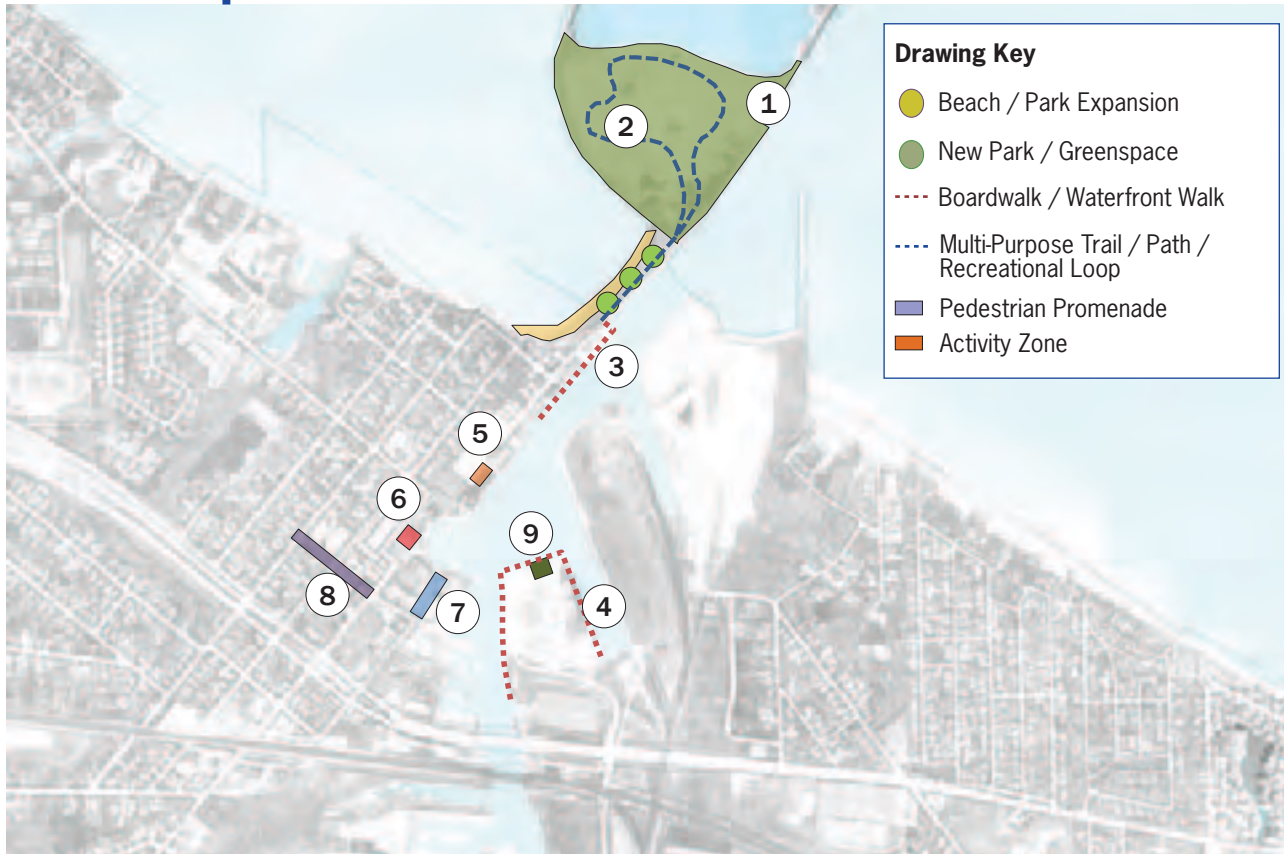 1
2
3
5
6
9
8
7
4
Drawing Key
Beach / Park Expansion
New Park / Greenspace
Boardwalk / Waterfront Walk
Multi-Purpose Trail / Path /
Recreational Loop
Pedestrian Promenade
Activity Zone